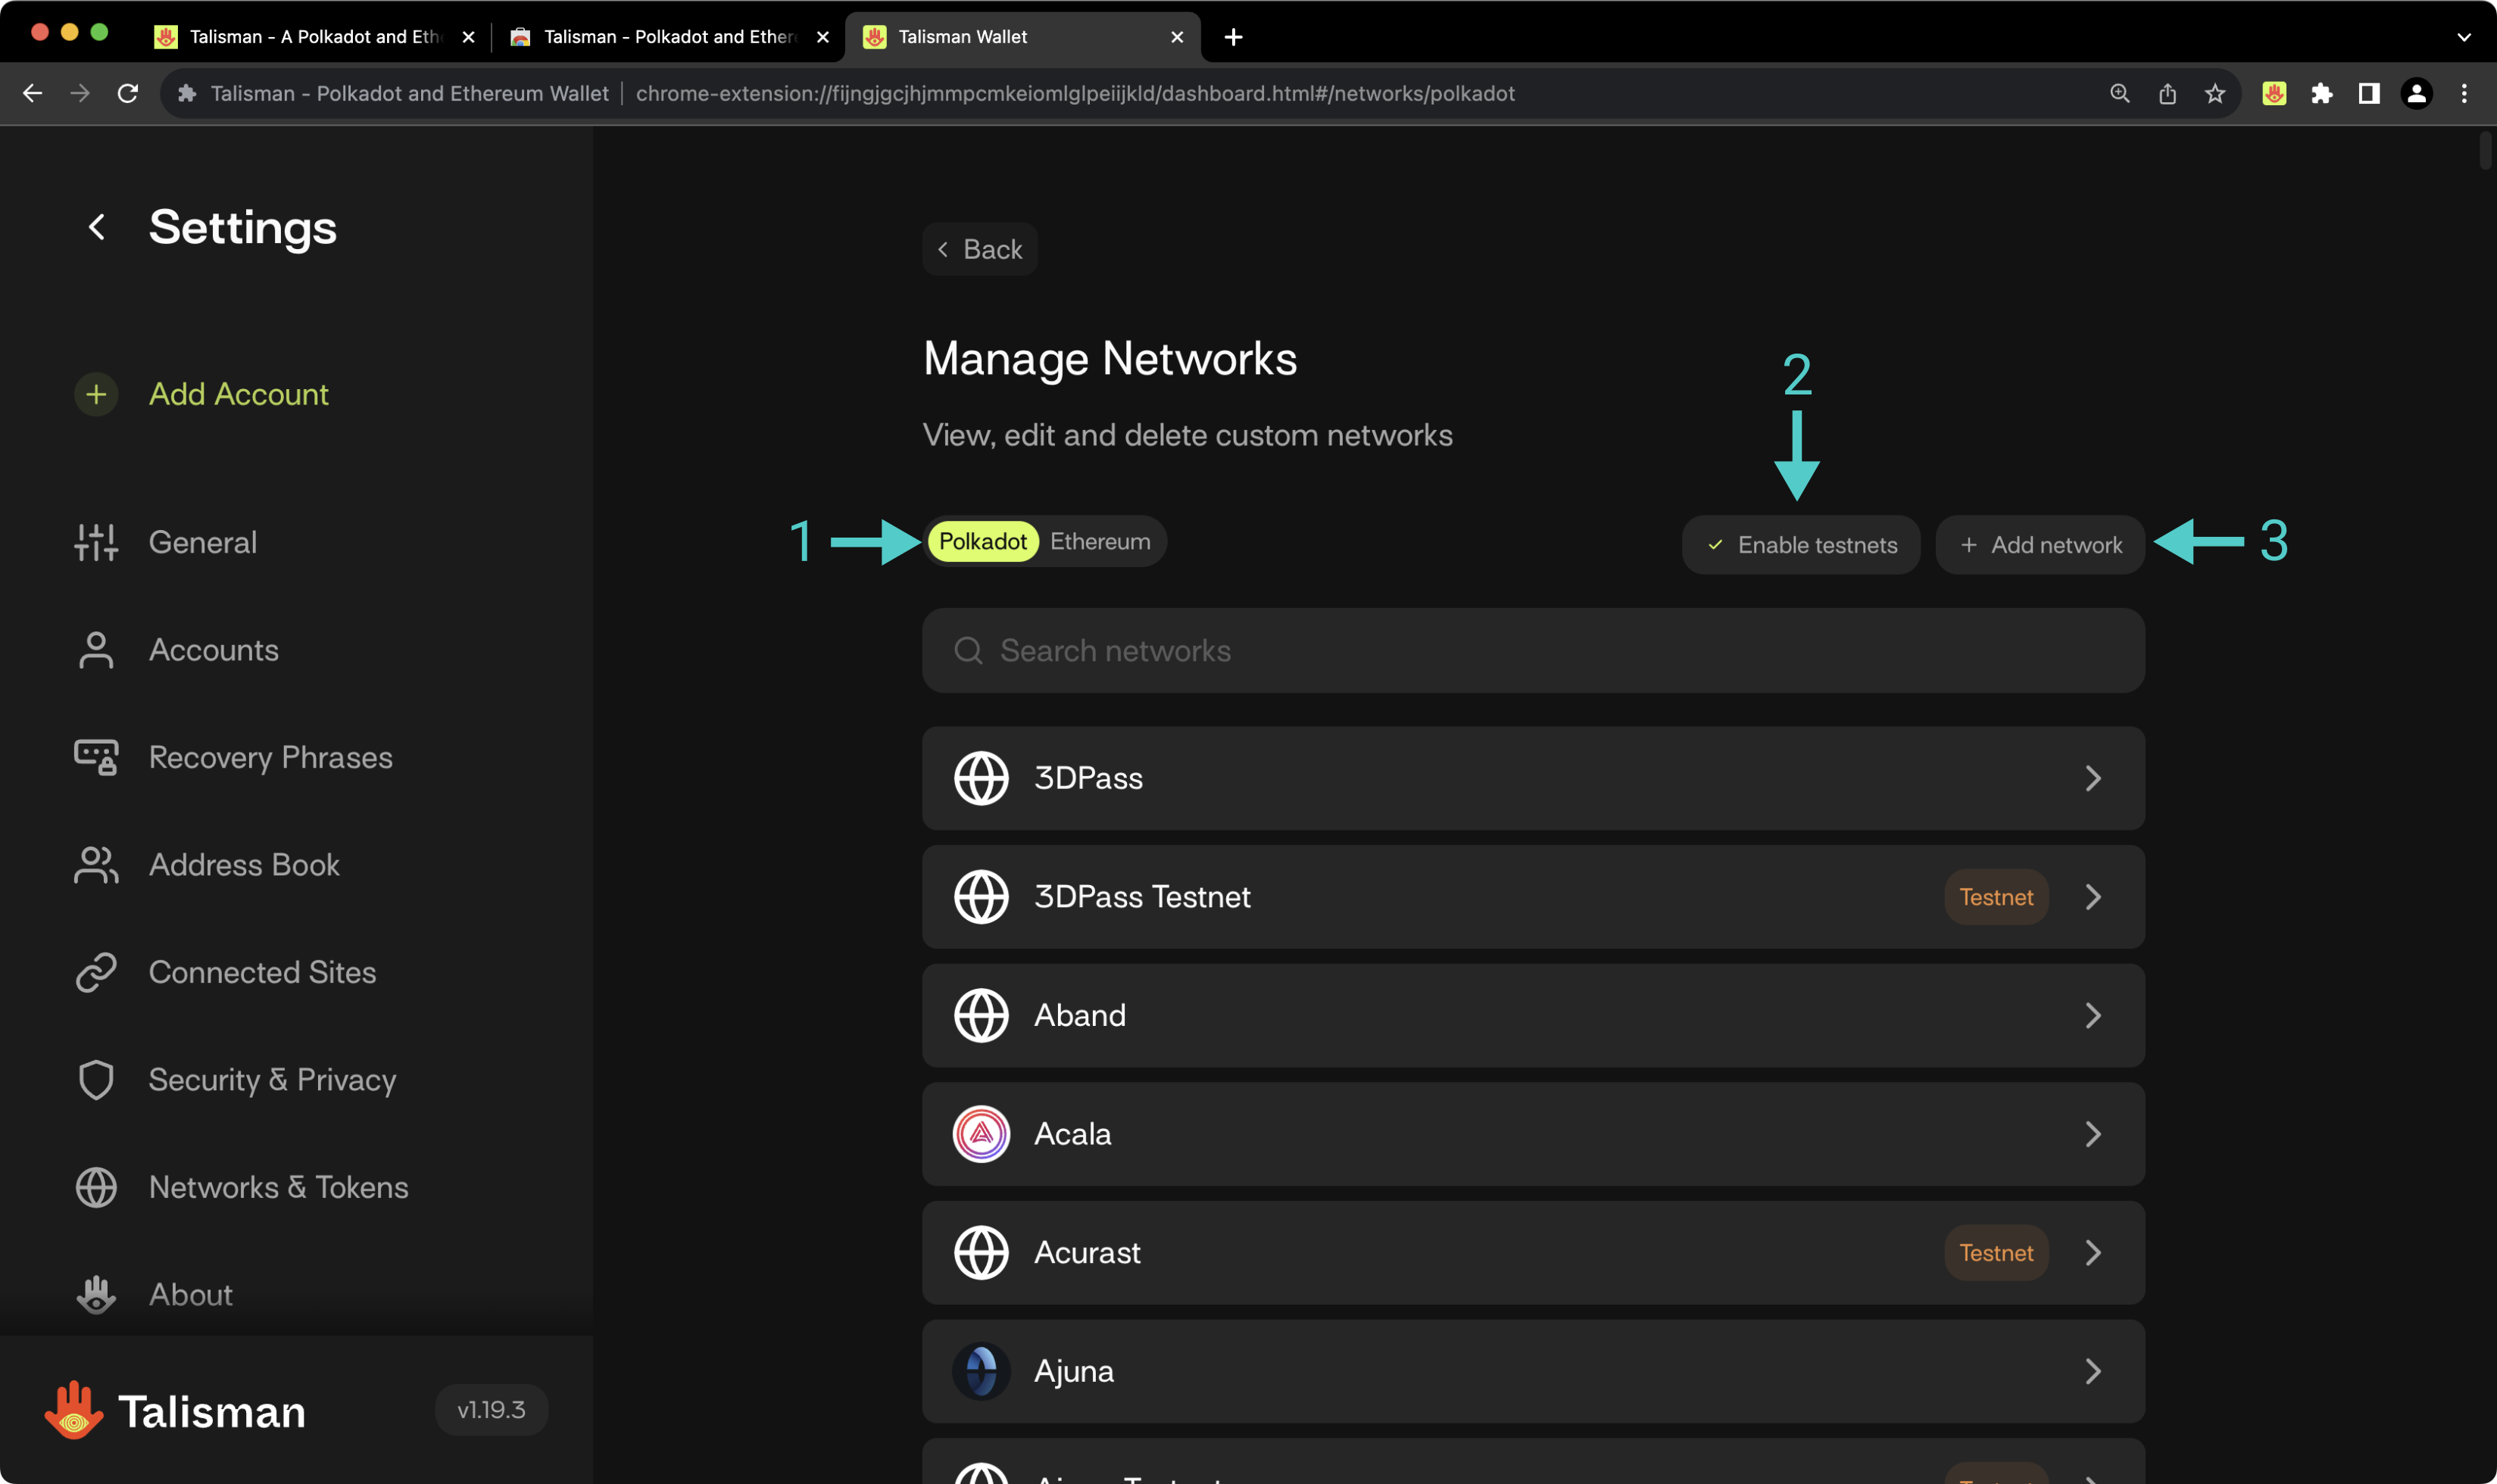 Talisman - A Polkadot and Eth
Talisman - Polkadot and Ether
Talisman Wallet
Talisman - Polkadot and Ethereum Wallet
chrome-extension://fijngjgcjhjmmpcmkeiomlglpeiijkld/dashboard.html#/networks/polkadot
Settings
Add Account
General
Accounts
Recovery Phrases
Address Book
Connected Sites
Security & Privacy
Networks & Tokens
About
Talisman
v1.19.3
Back
Manage Networks
View, edit and delete custom networks
2
1
Polkadot
Ethereum
Enable testnets
Add network
3
Search networks
3DPass
3DPass Testnet
Testnet
Aband
Acala
Acurast
Testnet
Ajuna